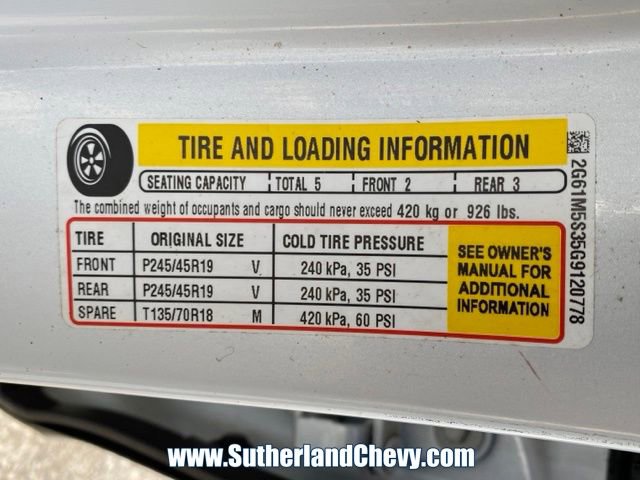 TIRE AND LOADING INFORMATION
SEATING CAPACITY TOTAL 5 FRONT 2 REAR 3
The combined weight of occupants and cargo should never exceed 420 kg or 926 lbs.
TIRE ORIGINAL SIZE COLD TIRE PRESSURE
FRONT P245/45R19 V 240 kPa, 35 PSI
REAR P245/45R19 V 240 kPa, 35 PSI
SPARE T135/70R18 M 420 kPa, 60 PSI
SEE OWNER'S
MANUAL FOR
ADDITIONAL
INFORMATION
2G61M5S35G9120778
www.SutherlandChevy.com